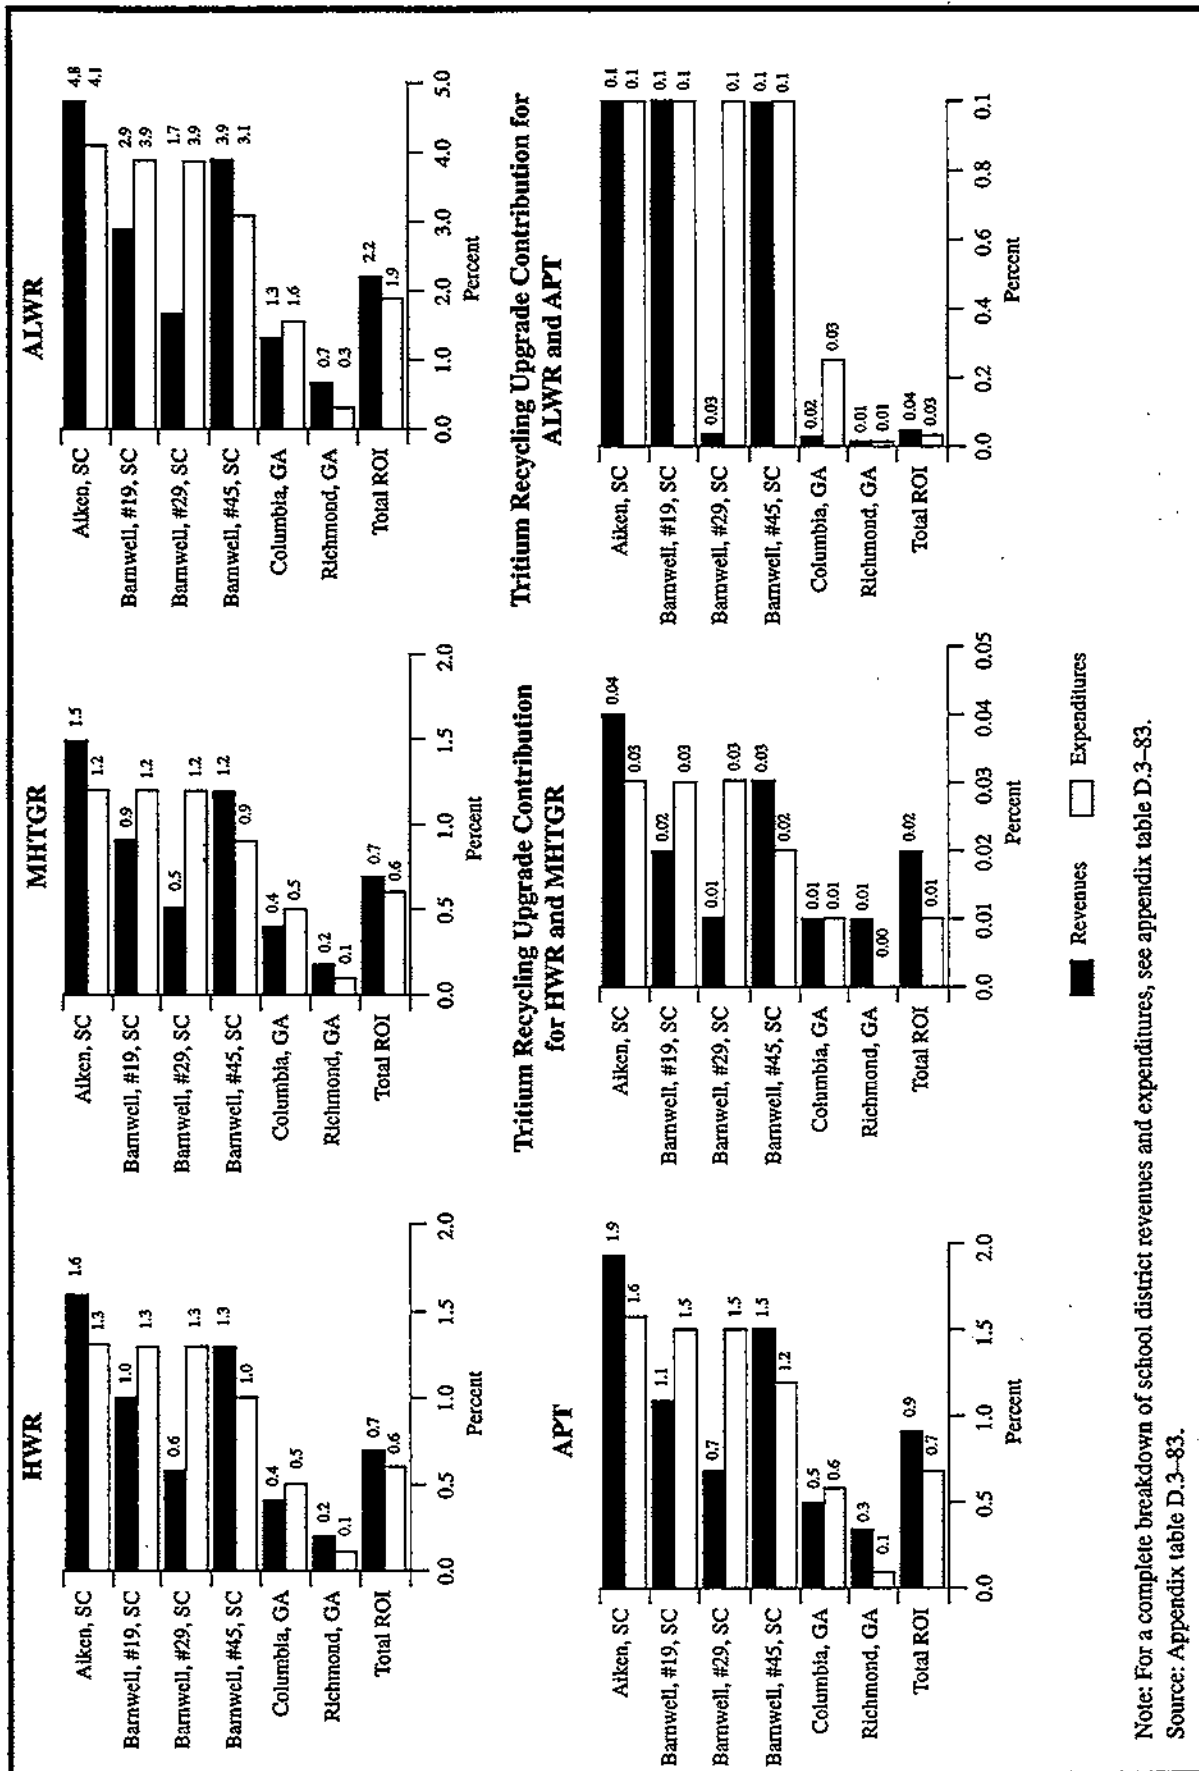 HWR
Aiken, SC
1.6
1.3
Barnwell, #19, SC
1.0
1.3
Barnwell, #29, SC
0.6
1.3
Barnwell, #45, SC
1.3
1.0
Columbia, GA
0.4
0.5
Richmond, GA
0.2
0.1
Total ROI
0.7
0.6
0.0 0.5 1.0 1.5 2.0
Percent
MHTGR
Aiken, SC
1.5
1.2
Barnwell, #19, SC
0.9
1.2
Barnwell, #29, SC
0.5
1.2
Barnwell, #45, SC
1.2
0.9
Columbia, GA
0.4
0.5
Richmond, GA
0.2
0.1
Total ROI
0.7
0.6
0.0 0.5 1.0 1.5 2.0
Percent
ALWR
Aiken, SC
4.8
4.1
Barnwell, #19, SC
2.9
3.9
Barnwell, #29, SC
1.7
3.9
Barnwell, #45, SC
3.9
3.1
Columbia, GA
1.3
1.6
Richmond, GA
0.7
0.3
Total ROI
2.2
1.9
0.0 1.0 2.0 3.0 4.0 5.0
Percent
APT
Aiken, SC
1.9
1.6
Barnwell, #19, SC
1.1
1.5
Barnwell, #29, SC
0.7
1.5
Barnwell, #45, SC
1.5
1.2
Columbia, GA
0.5
0.6
Richmond, GA
0.3
0.1
Total ROI
0.9
0.7
0.0 0.5 1.0 1.5 2.0
Percent
Tritium Recycling Upgrade Contribution
for HWR and MHTGR
Aiken, SC
0.04
0.03
Barnwell, #19, SC
0.02
0.03
Barnwell, #29, SC
0.01
0.03
Barnwell, #45, SC
0.03
0.02
Columbia, GA
0.01
0.01
Richmond, GA
0.01
0.00
Total ROI
0.02
0.01
0.0 0.01 0.02 0.03 0.04 0.05
Percent
Tritium Recycling Upgrade Contribution for
ALWR and APT
Aiken, SC
0.1
0.1
Barnwell, #19, SC
0.1
0.1
Barnwell, #29, SC
0.03
0.1
Barnwell, #45, SC
0.1
0.1
Columbia, GA
0.02
0.03
Richmond, GA
0.01
0.01
Total ROI
0.04
0.03
0.0 0.2 0.4 0.6 0.8 0.1
Percent
Revenues Expenditures
Note: For a complete breakdown of school district revenues and expenditures, see appendix table D.3–83.
Source: Appendix table D.3–83.